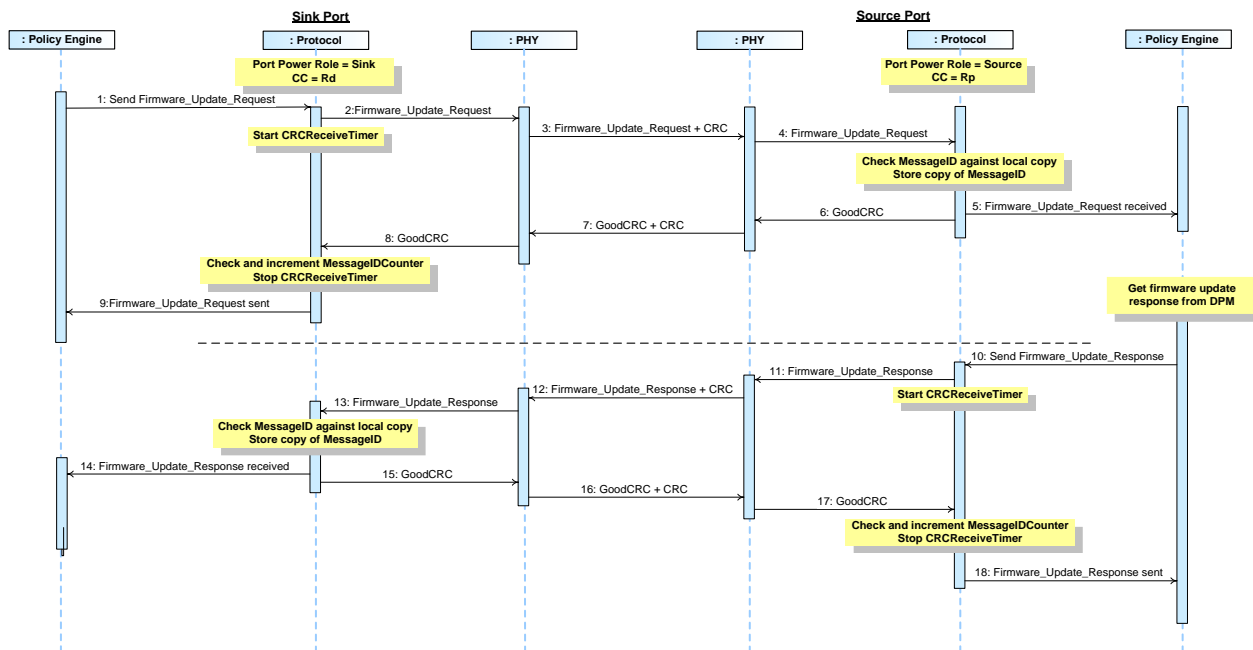 Sink Port
Source Port
: Policy Engine
: Protocol
: PHY
: PHY
: Protocol
: Policy Engine
Port Power Role = Sink
CC = Rd
Port Power Role = Source
CC = Rp
1: Send Firmware_Update_Request
2:Firmware_Update_Request
Start CRCReceiveTimer
3: Firmware_Update_Request + CRC
4: Firmware_Update_Request
Check MessageID against local copy
Store copy of MessageID
5: Firmware_Update_Request received
6: GoodCRC
7: GoodCRC + CRC
8: GoodCRC
Check and increment MessageIDCounter
Stop CRCReceiveTimer
9:Firmware_Update_Request sent
Get firmware update
response from DPM
10: Send Firmware_Update_Response
11: Firmware_Update_Response
Start CRCReceiveTimer
12: Firmware_Update_Response + CRC
13: Firmware_Update_Response
Check MessageID against local copy
Store copy of MessageID
14: Firmware_Update_Response received
15: GoodCRC
16: GoodCRC + CRC
17: GoodCRC
Check and increment MessageIDCounter
Stop CRCReceiveTimer
18: Firmware_Update_Response sent